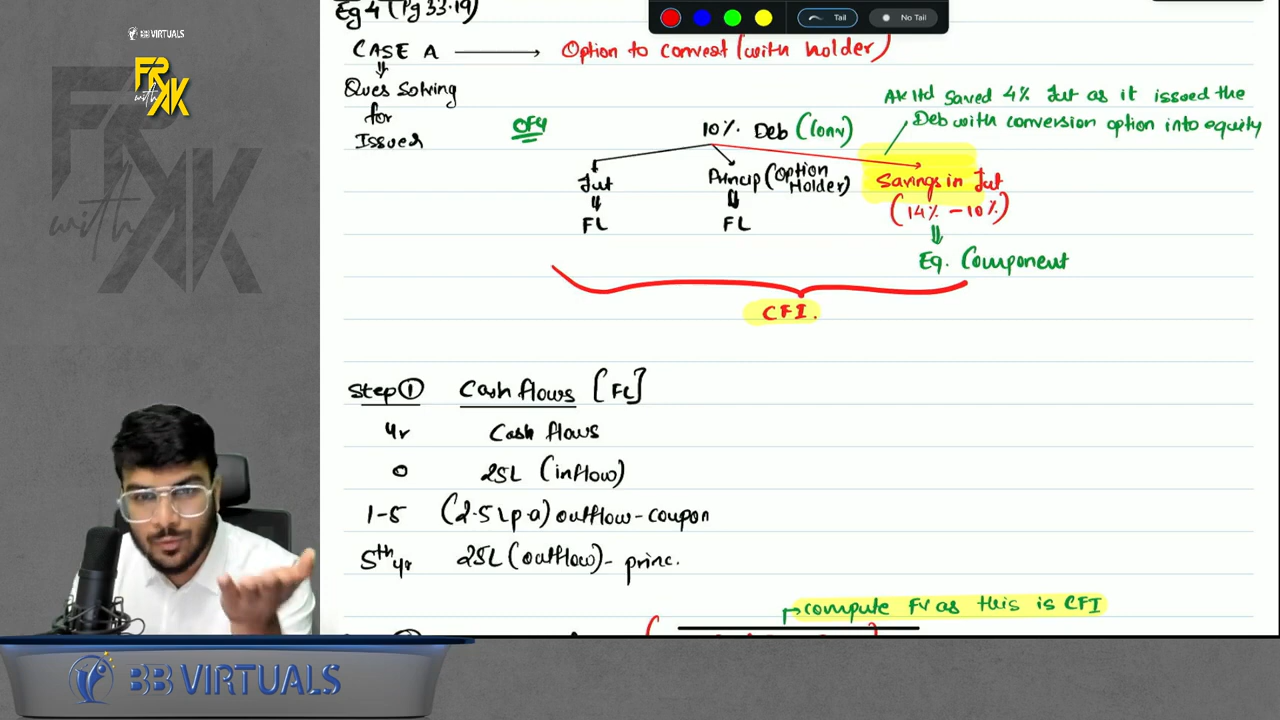 Eg 4 (Pg 33.19)
Tail
No Tail
BB VIRTUALS
FR
with AK
CASE A → Option to convert (with holder)
Ques Solving
for
Issuer
AK ltd saved 4% Int as it issued the
Deb with conversion option into equity
10% Deb (Conv)
Int
Princip (Option Holder)
Savings in Int
(14% - 10%)
FL
FL
Eq. Component
CFI.
Step ① Cash flows [FL]
Yr Cash flows
0 25L (inflow)
1-5 (2.5L p.a) outflow-coupon
5th yr 25L (outflow)- princ.
compute FV as this is CFI
BB VIRTUALS